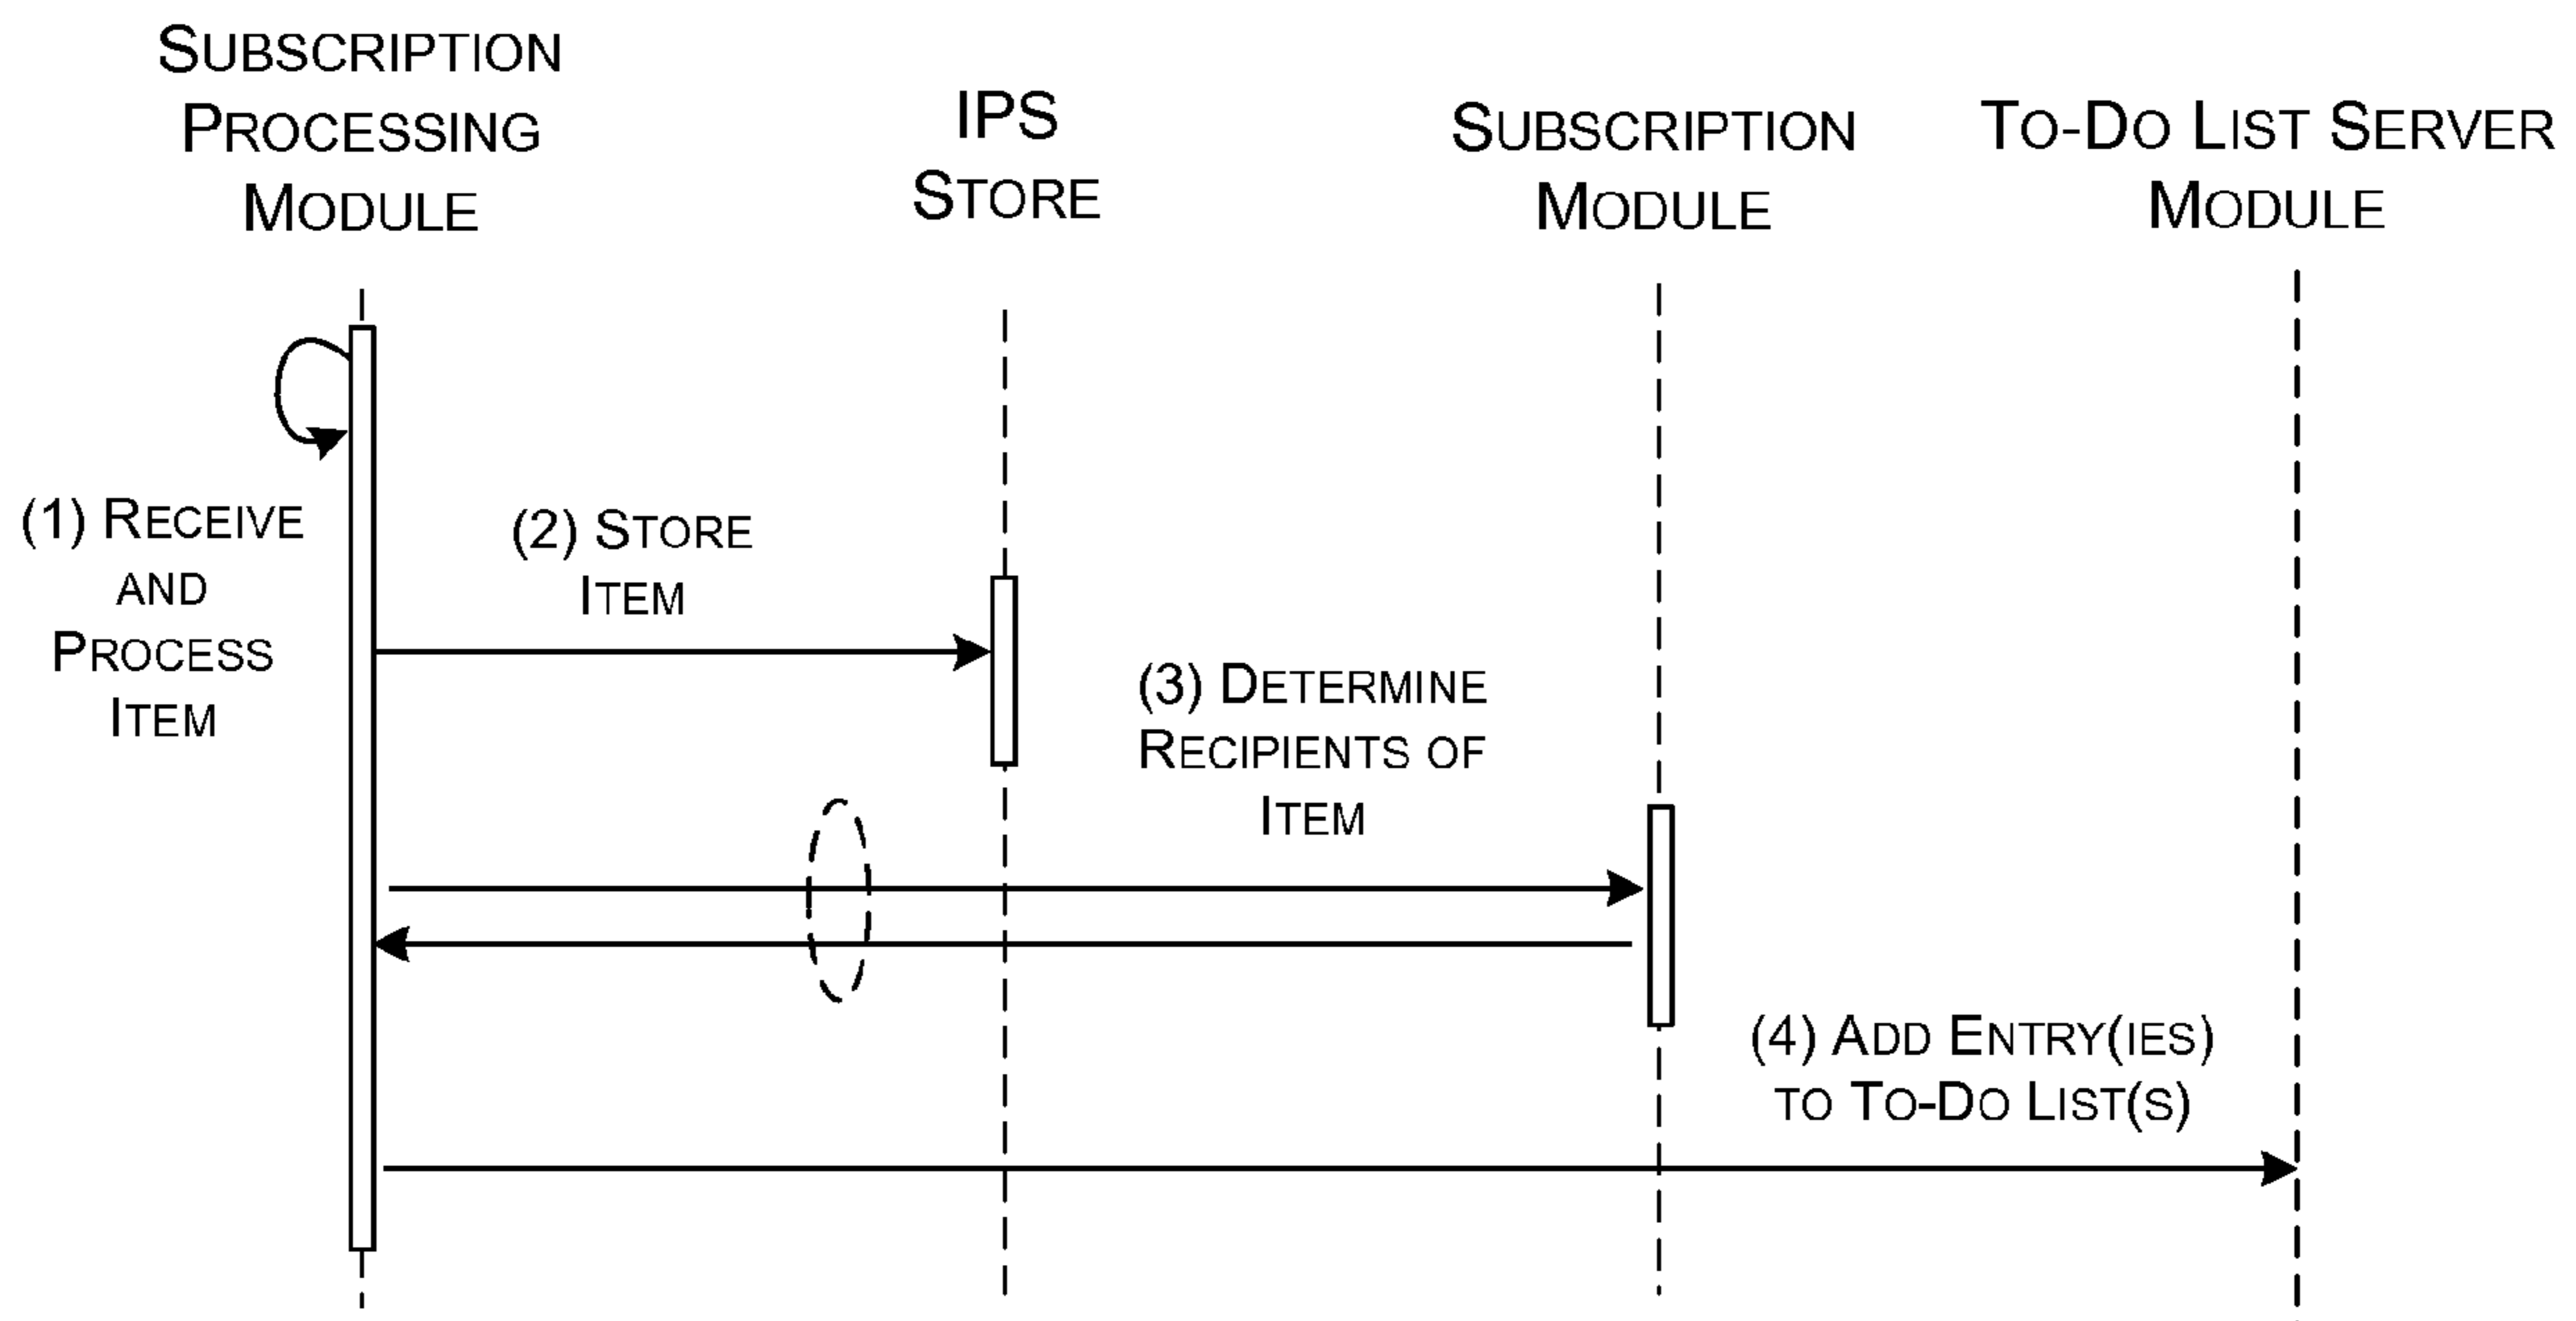 SUBSCRIPTION
PROCESSING
MODULE
IPS
STORE
SUBSCRIPTION
MODULE
TO-DO LIST SERVER
MODULE
(1) RECEIVE
AND
PROCESS
ITEM
(2) STORE
ITEM
(3) DETERMINE
RECIPIENTS OF
ITEM
(4) ADD ENTRY(IES)
TO TO-DO LIST(S)